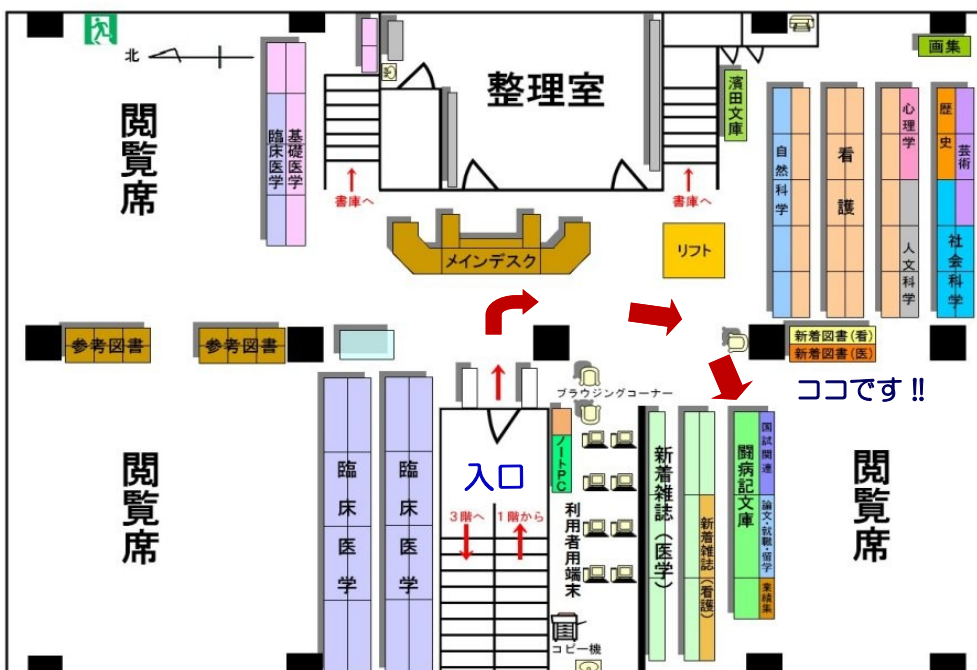 画集
北
整理室
濱田文庫
閲覧席
臨床医学
基礎医学
自然科学
看護
心理学
人文科学
歴史
芸術
社会科学
書庫へ
書庫へ
メインデスク
リフト
参考図書
参考図書
新着図書(看)
新着図書(医)
ココです!!
ブラウジングコーナー
入口
3階へ
1階から
ノートPC
利用者用端末
コピー機
臨床医学
臨床医学
新着雑誌(医学)
新着雑誌(看護)
闘病記文庫
国試関連
論文・就職・留学
業績集
閲覧席
閲覧席